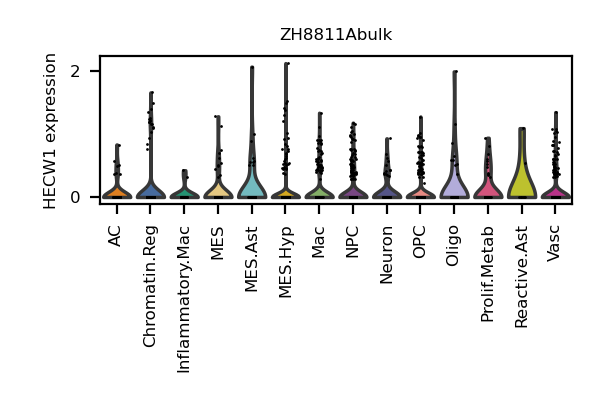 ZH8811Abulk
HECW1 expression
2
0
AC
Chromatin.Reg
Inflammatory.Mac
MES
MES.Ast
MES.Hyp
Mac
NPC
Neuron
OPC
Oligo
Prolif.Metab
Reactive.Ast
Vasc